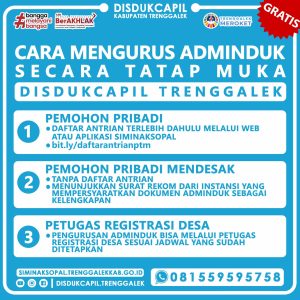 DISDUKCAPIL
KABUPATEN TRENGGALEK
GRATIS
bangga
melayani
bangsa
BerAKHLAK
MEROKET
CARA MENGURUS ADMINDUK
SECARA TATAP MUKA
DISDUKCAPIL TRENGGALEK
1
PEMOHON PRIBADI
• DAFTAR ANTRIAN TERLEBIH DAHULU MELALUI WEB
ATAU APLIKASI SIMINAKSOPAL
• bit.ly/daftarantrianptm
2
PEMOHON PRIBADI MENDESAK
• TANPA DAFTAR ANTRIAN
• MENUNJUKKAN SURAT REKOM DARI INSTANSI YANG
MEMPERSYARATKAN DOKUMEN ADMINDUK SEBAGAI
KELENGKAPAN
3
PETUGAS REGISTRASI DESA
• PENGURUSAN ADMINDUK BISA MELALUI PETUGAS
REGISTRASI DESA SESUAI JADWAL YANG SUDAH
DITETAPKAN
SIMINAKSOPAL.TRENGGALEKKAB.GO.ID
DISDUKCAPIL TRENGGALEK
081559595758